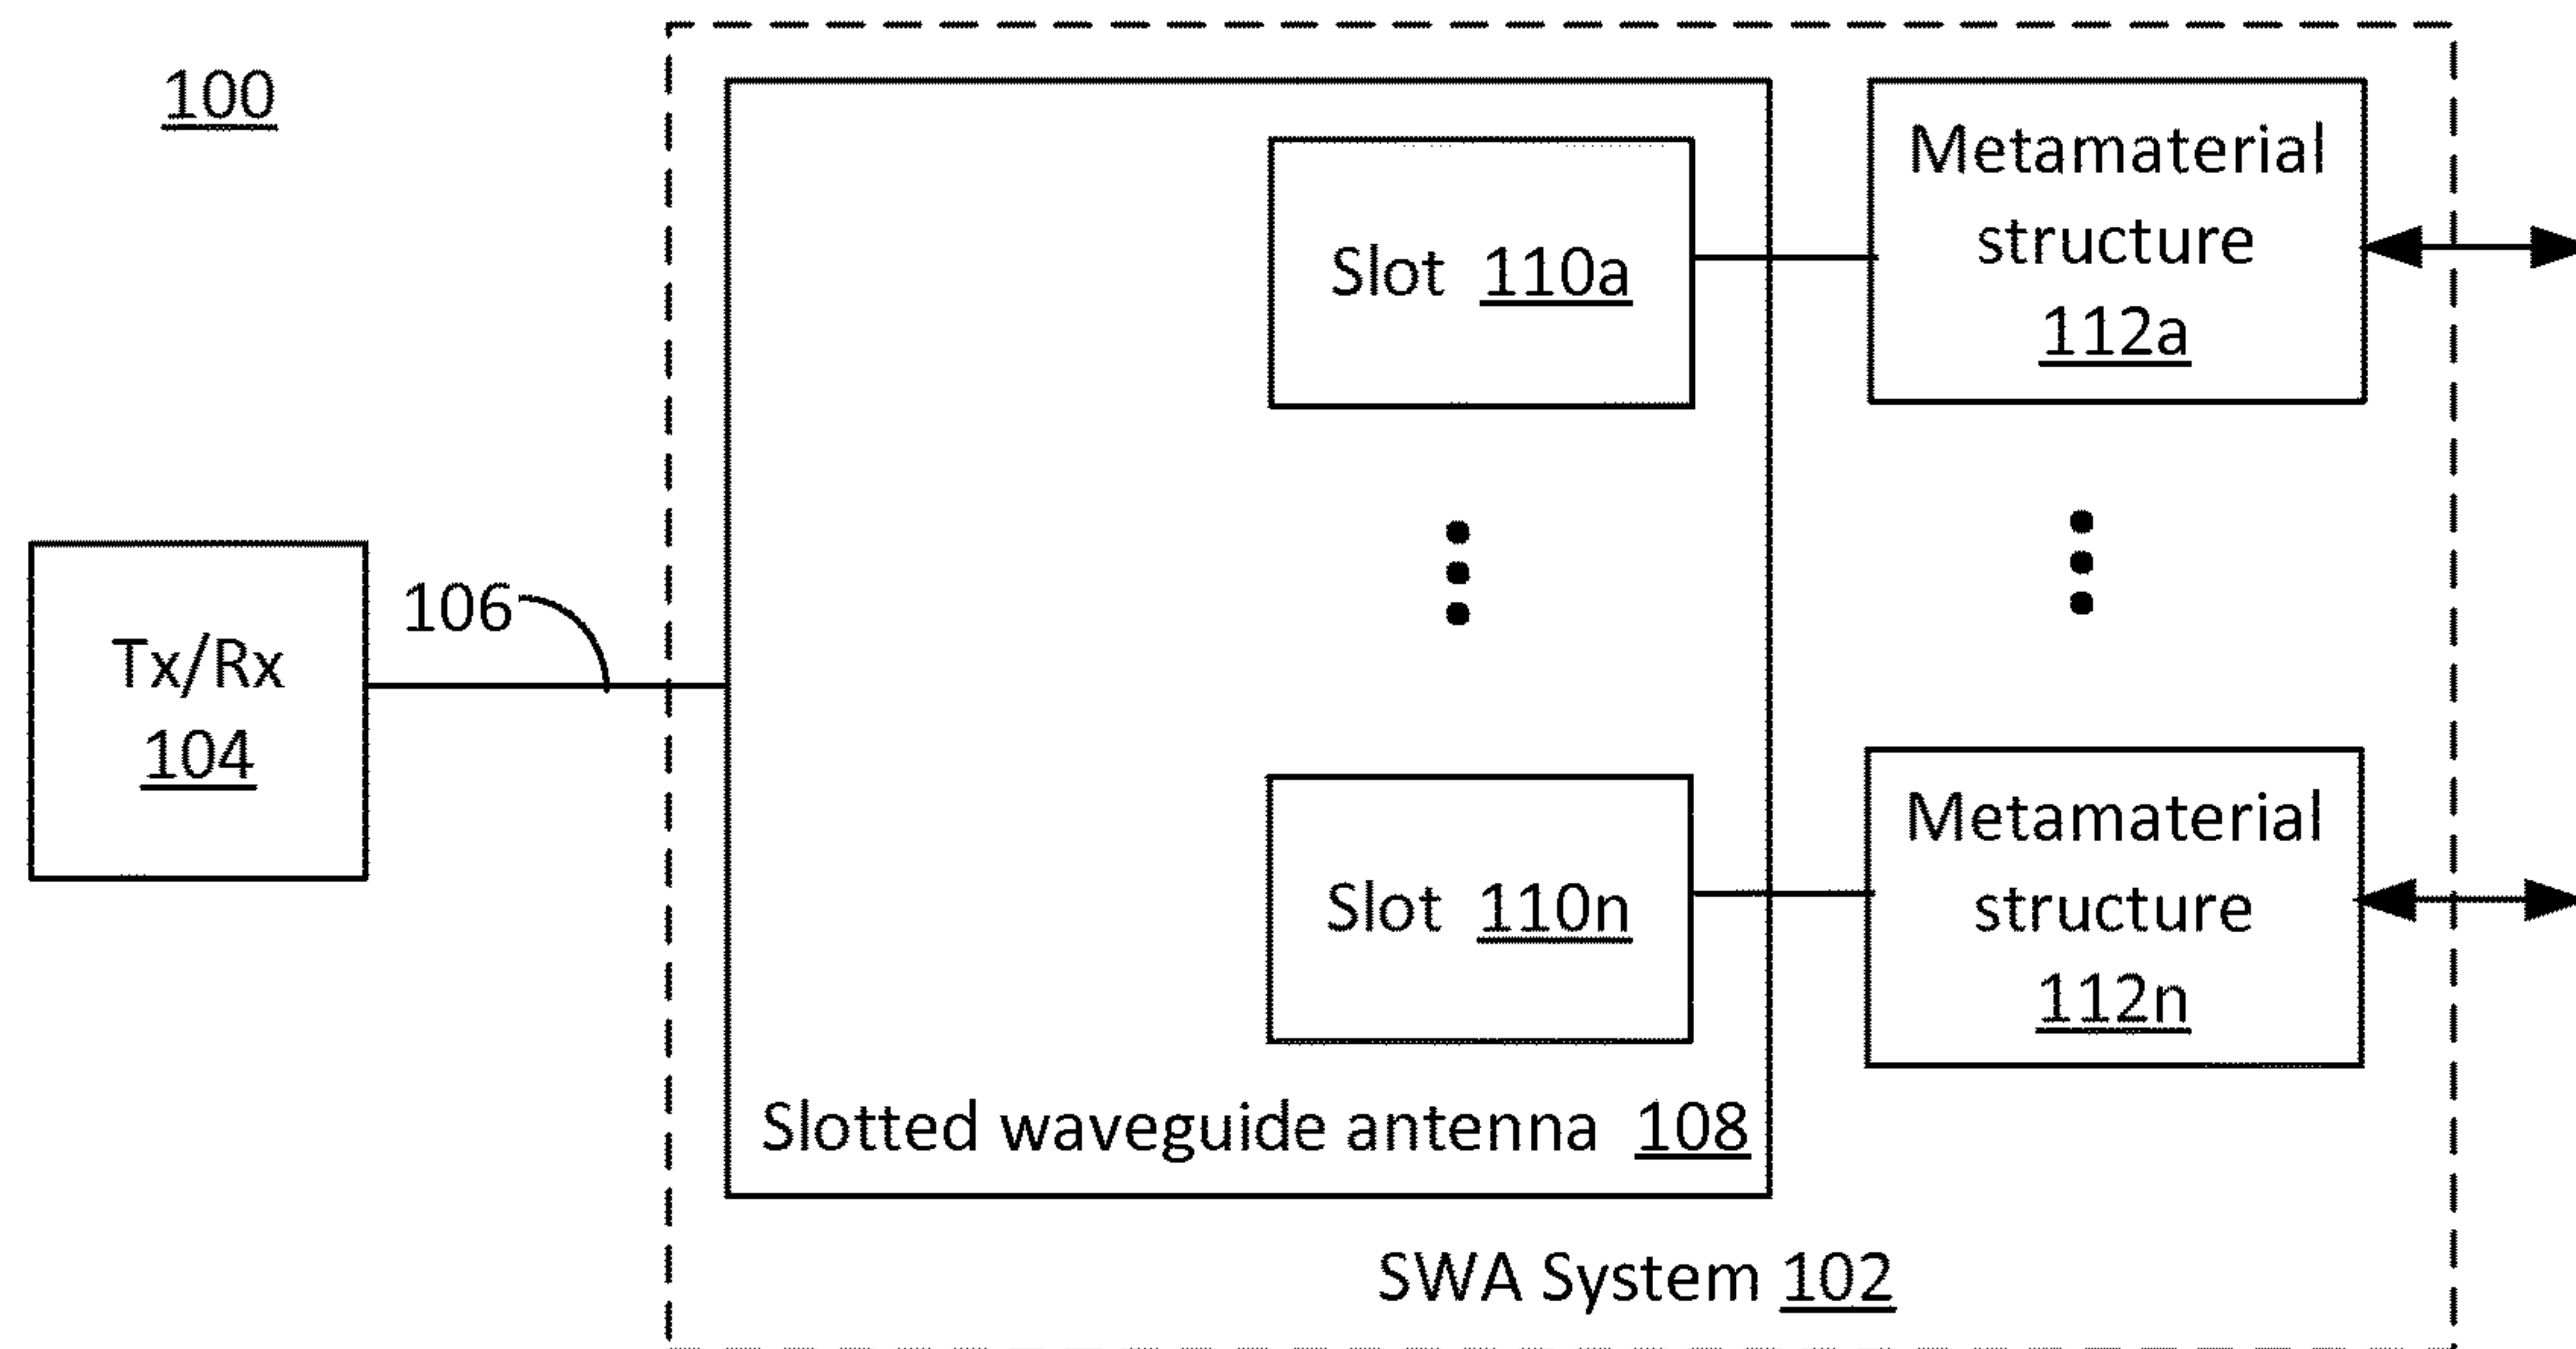 100
Metamaterial
structure
112a
Slot 110a
106
Tx/Rx
104
Metamaterial
structure
112n
Slot 110n
Slotted waveguide antenna 108
SWA System 102